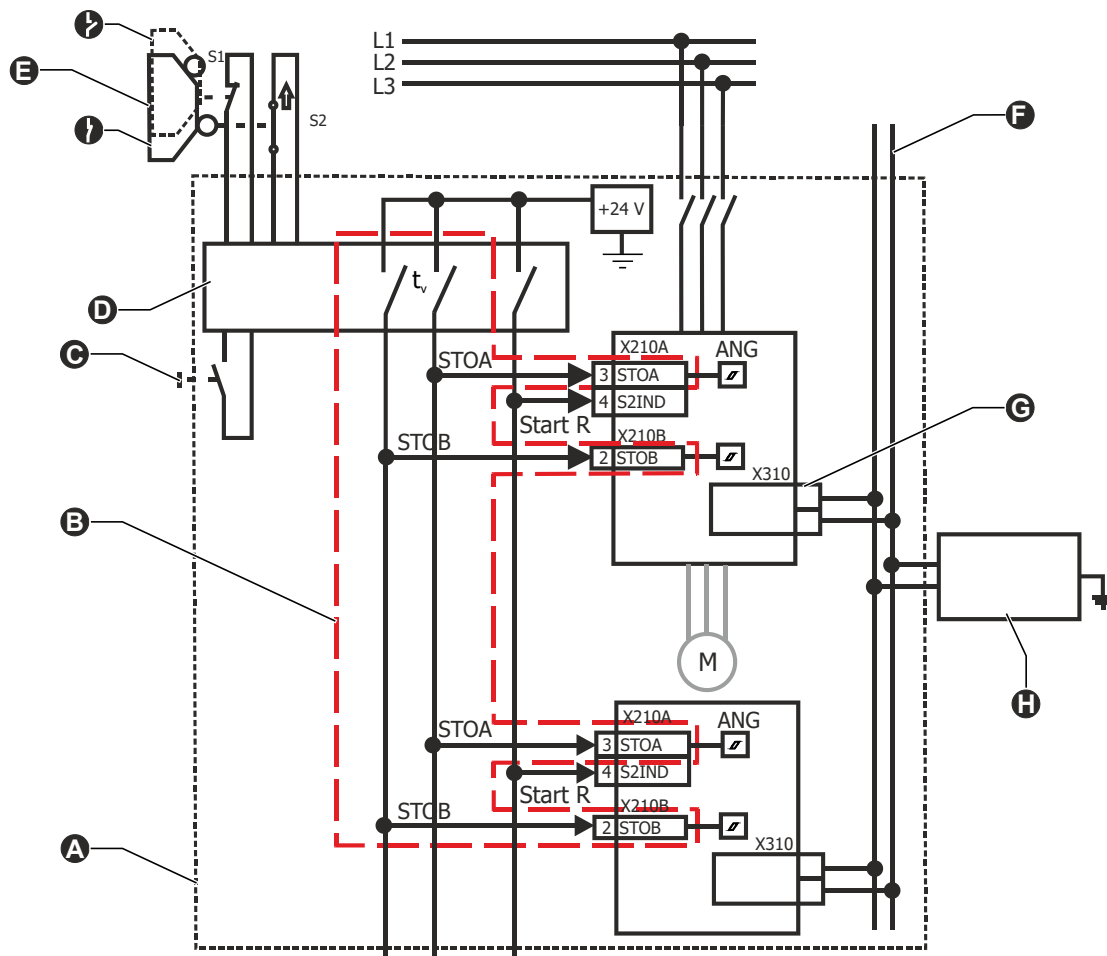 L1
L2
L3
S1
S2
E
F
+24 V
D
tv
C
X210A
ANG
STOA
3 STOA
4 S2IND
Start R
X210B
STOB
2 STOB
X310
G
B
M
H
X210A
ANG
STOA
3 STOA
4 S2IND
Start R
X210B
STOB
2 STOB
X310
A